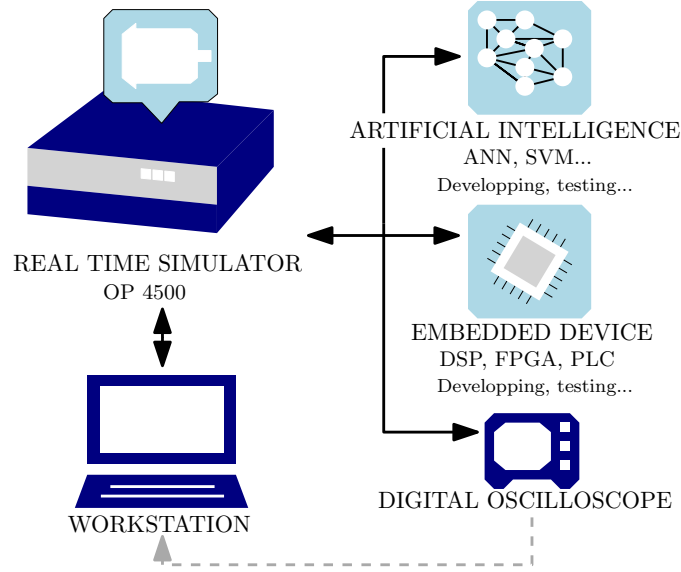 REAL TIME SIMULATOR
OP 4500
WORKSTATION
ARTIFICIAL INTELLIGENCE
ANN, SVM...
Developping, testing...
EMBEDDED DEVICE
DSP, FPGA, PLC
Developping, testing...
DIGITAL OSCILLOSCOPE